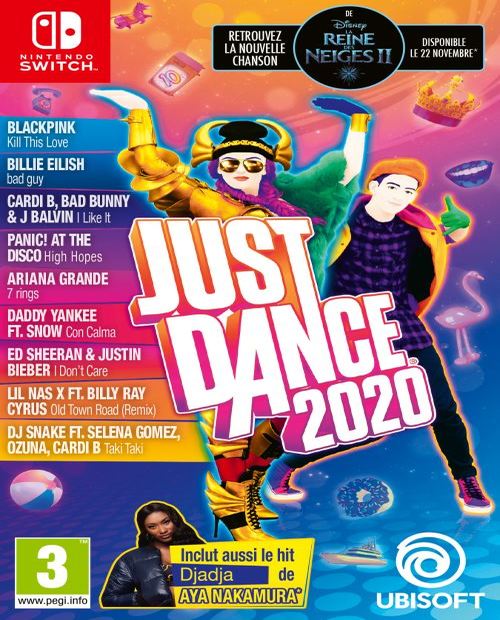 NINTENDO
SWITCH™
RETROUVEZ
LA NOUVELLE
CHANSON
DE
Disney
LA
REINE
DES
NEIGES II
DISPONIBLE
LE 22 NOVEMBRE*
10
BLACKPINK
Kill This Love
BILLIE EILISH
bad guy
CARDI B, BAD BUNNY
& J BALVIN I Like It
PANIC! AT THE
DISCO High Hopes
ARIANA GRANDE
7 rings
DADDY YANKEE
FT. SNOW Con Calma
ED SHEERAN & JUSTIN
BIEBER I Don't Care
LIL NAS X FT. BILLY RAY
CYRUS Old Town Road (Remix)
DJ SNAKE FT. SELENA GOMEZ,
OZUNA, CARDI B Taki Taki
JUST
DANCE®
2020
3
™
www.pegi.info
Inclut aussi le hit
Djadja de
AYA NAKAMURA*
UBISOFT